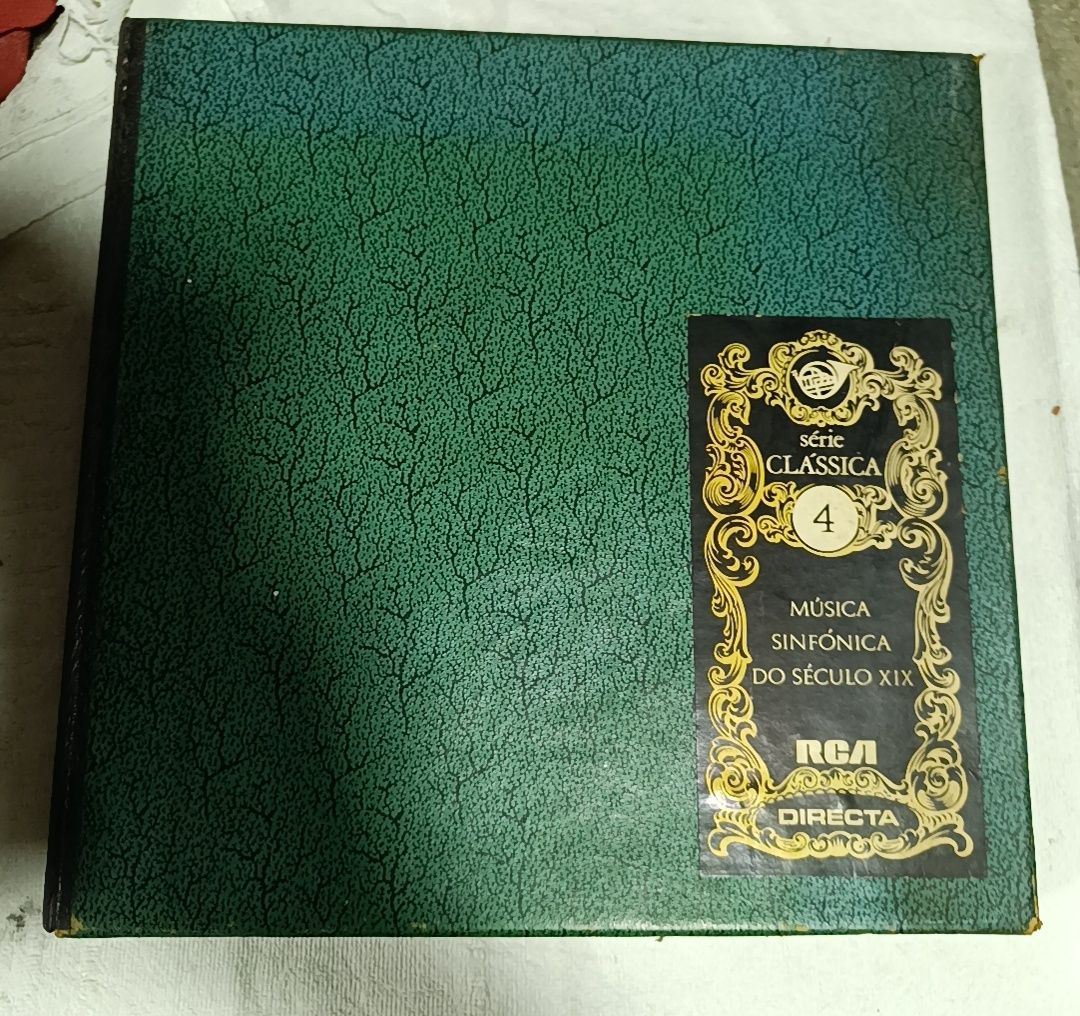 série
CLÁSSICA
4
MÚSICA
SINFÓNICA
DO SÉCULO XIX
RCA
DIRECTA